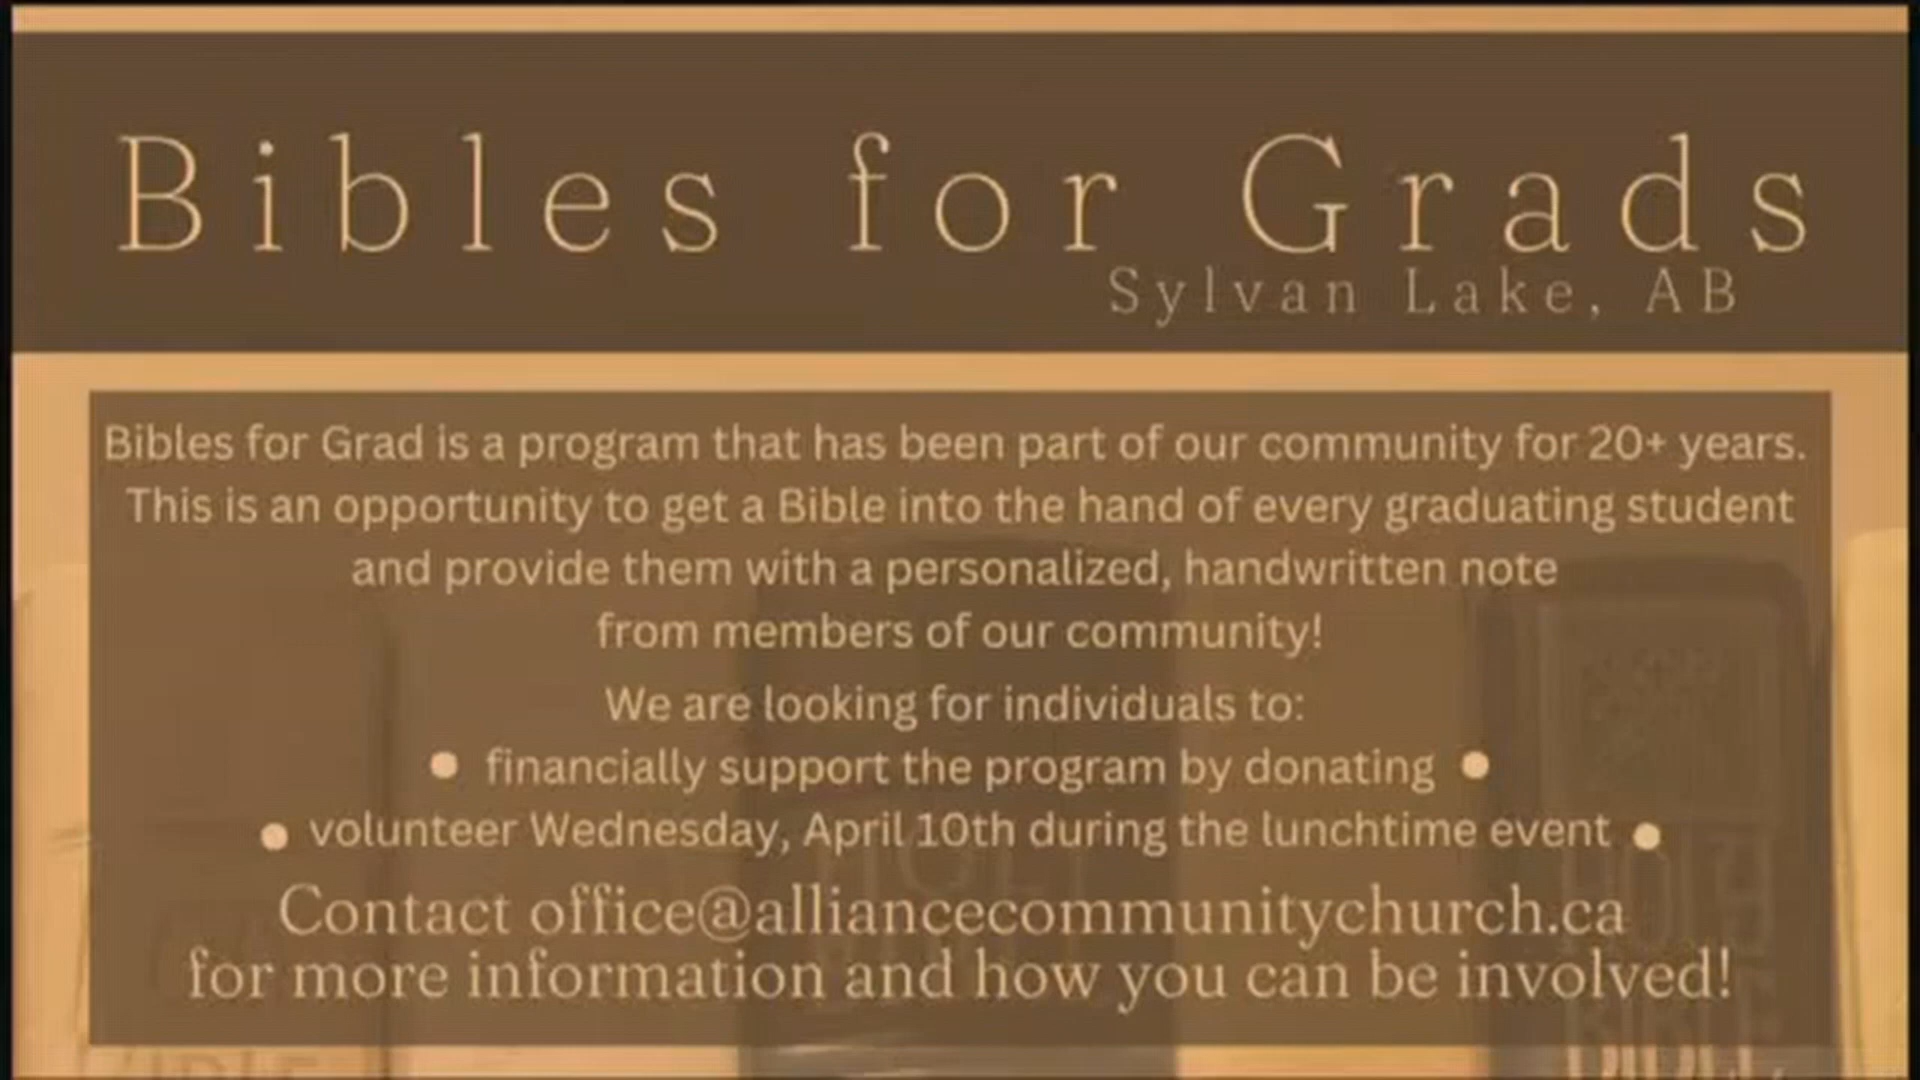 Bibles for Grads
Sylvan Lake, AB
Bibles for Grad is a program that has been part of our community for 20+ years.
This is an opportunity to get a Bible into the hand of every graduating student
and provide them with a personalized, handwritten note
from members of our community!
We are looking for individuals to:
• financially support the program by donating •
• volunteer Wednesday, April 10th during the lunchtime event •
Contact office@alliancecommunitychurch.ca
for more information and how you can be involved!